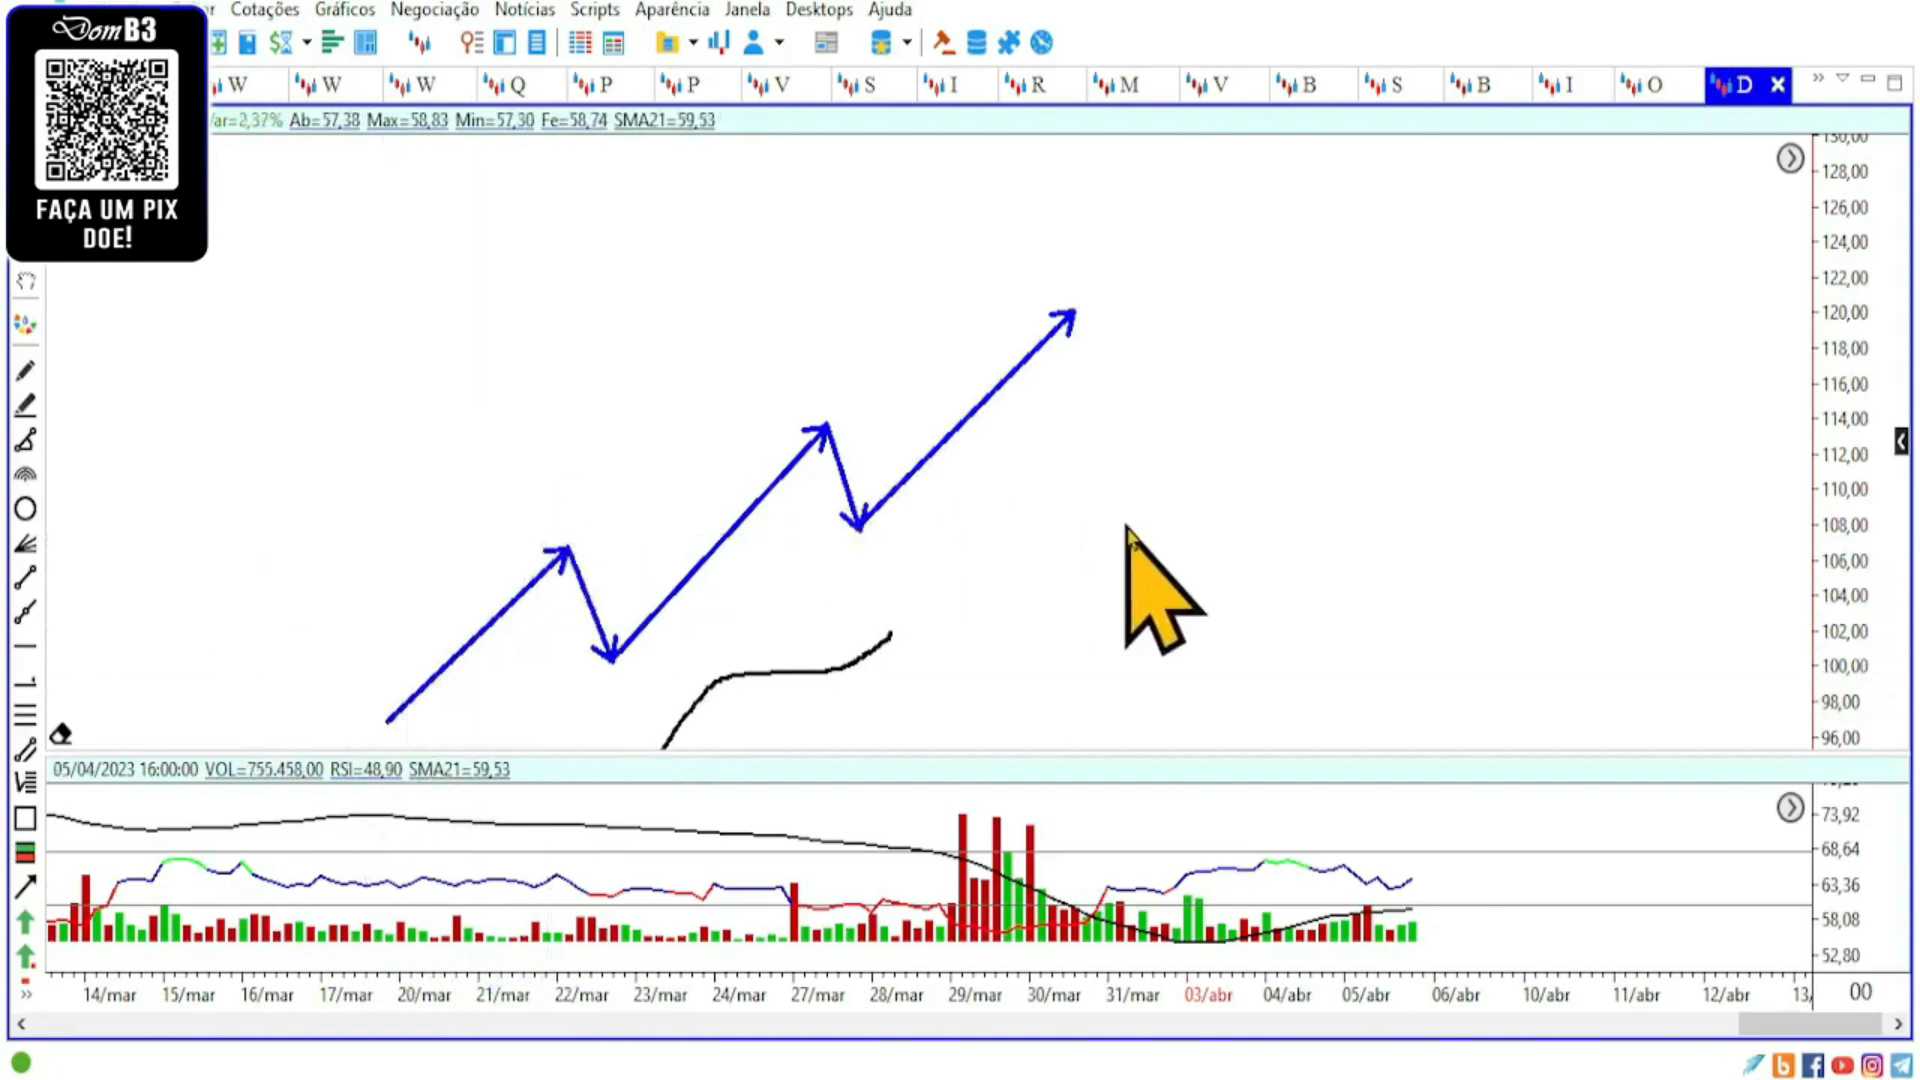 Cotações Gráficos Negociação Notícias Scripts Aparência Janela Desktops Ajuda
Dom B3
FAÇA UM PIX
DOE!
W W W Q P P V S I R M V B S B I O D
Var=2,37% Ab=57,38 Max=58,83 Min=57,30 Fe=58,74 SMA21=59,53
130,00
128,00
126,00
124,00
122,00
120,00
118,00
116,00
114,00
112,00
110,00
108,00
106,00
104,00
102,00
100,00
98,00
96,00
05/04/2023 16:00:00 VOL=755.458,00 RSI=48,90 SMA21=59,53
73,92
68,64
63,36
58,08
52,80
14/mar 15/mar 16/mar 17/mar 20/mar 21/mar 22/mar 23/mar 24/mar 27/mar 28/mar 29/mar 30/mar 31/mar 03/abr 04/abr 05/abr 06/abr 10/abr 11/abr 12/abr 13/ 00